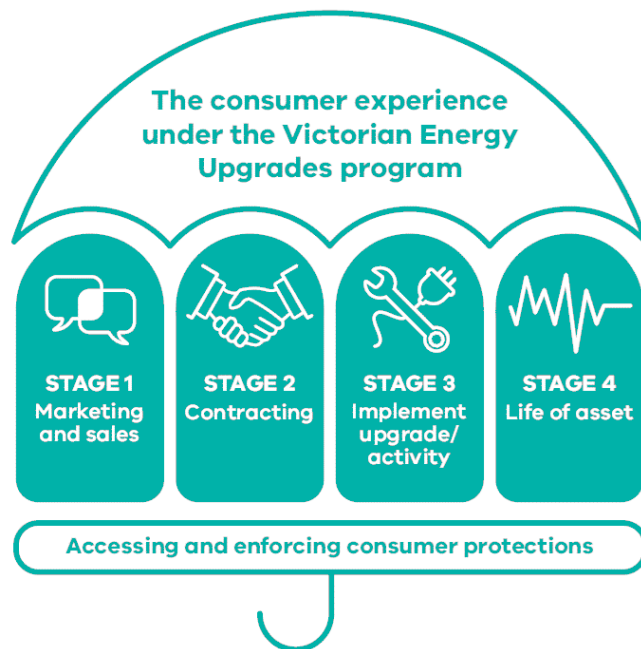 The consumer experience
under the Victorian Energy
Upgrades program
STAGE 1
Marketing
and sales
STAGE 2
Contracting
STAGE 3
Implement
upgrade/
activity
STAGE 4
Life of asset
Accessing and enforcing consumer protections